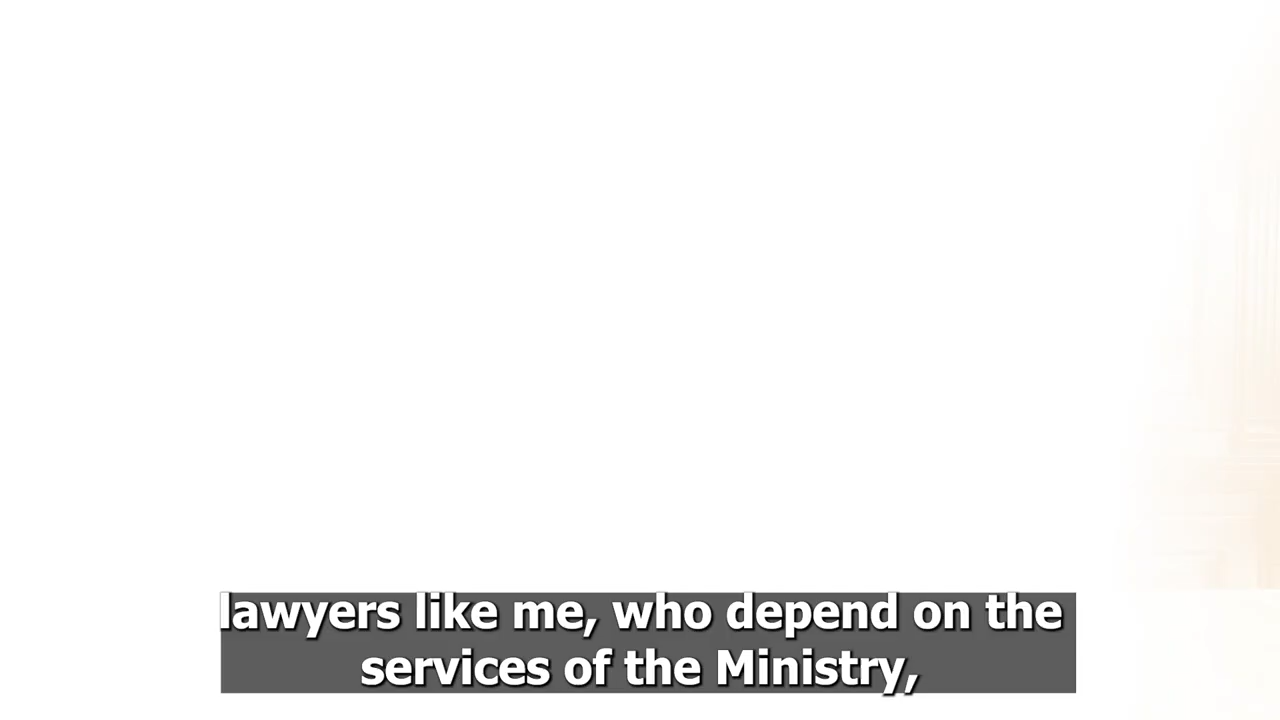 lawyers like me, who depend on the
services of the Ministry,